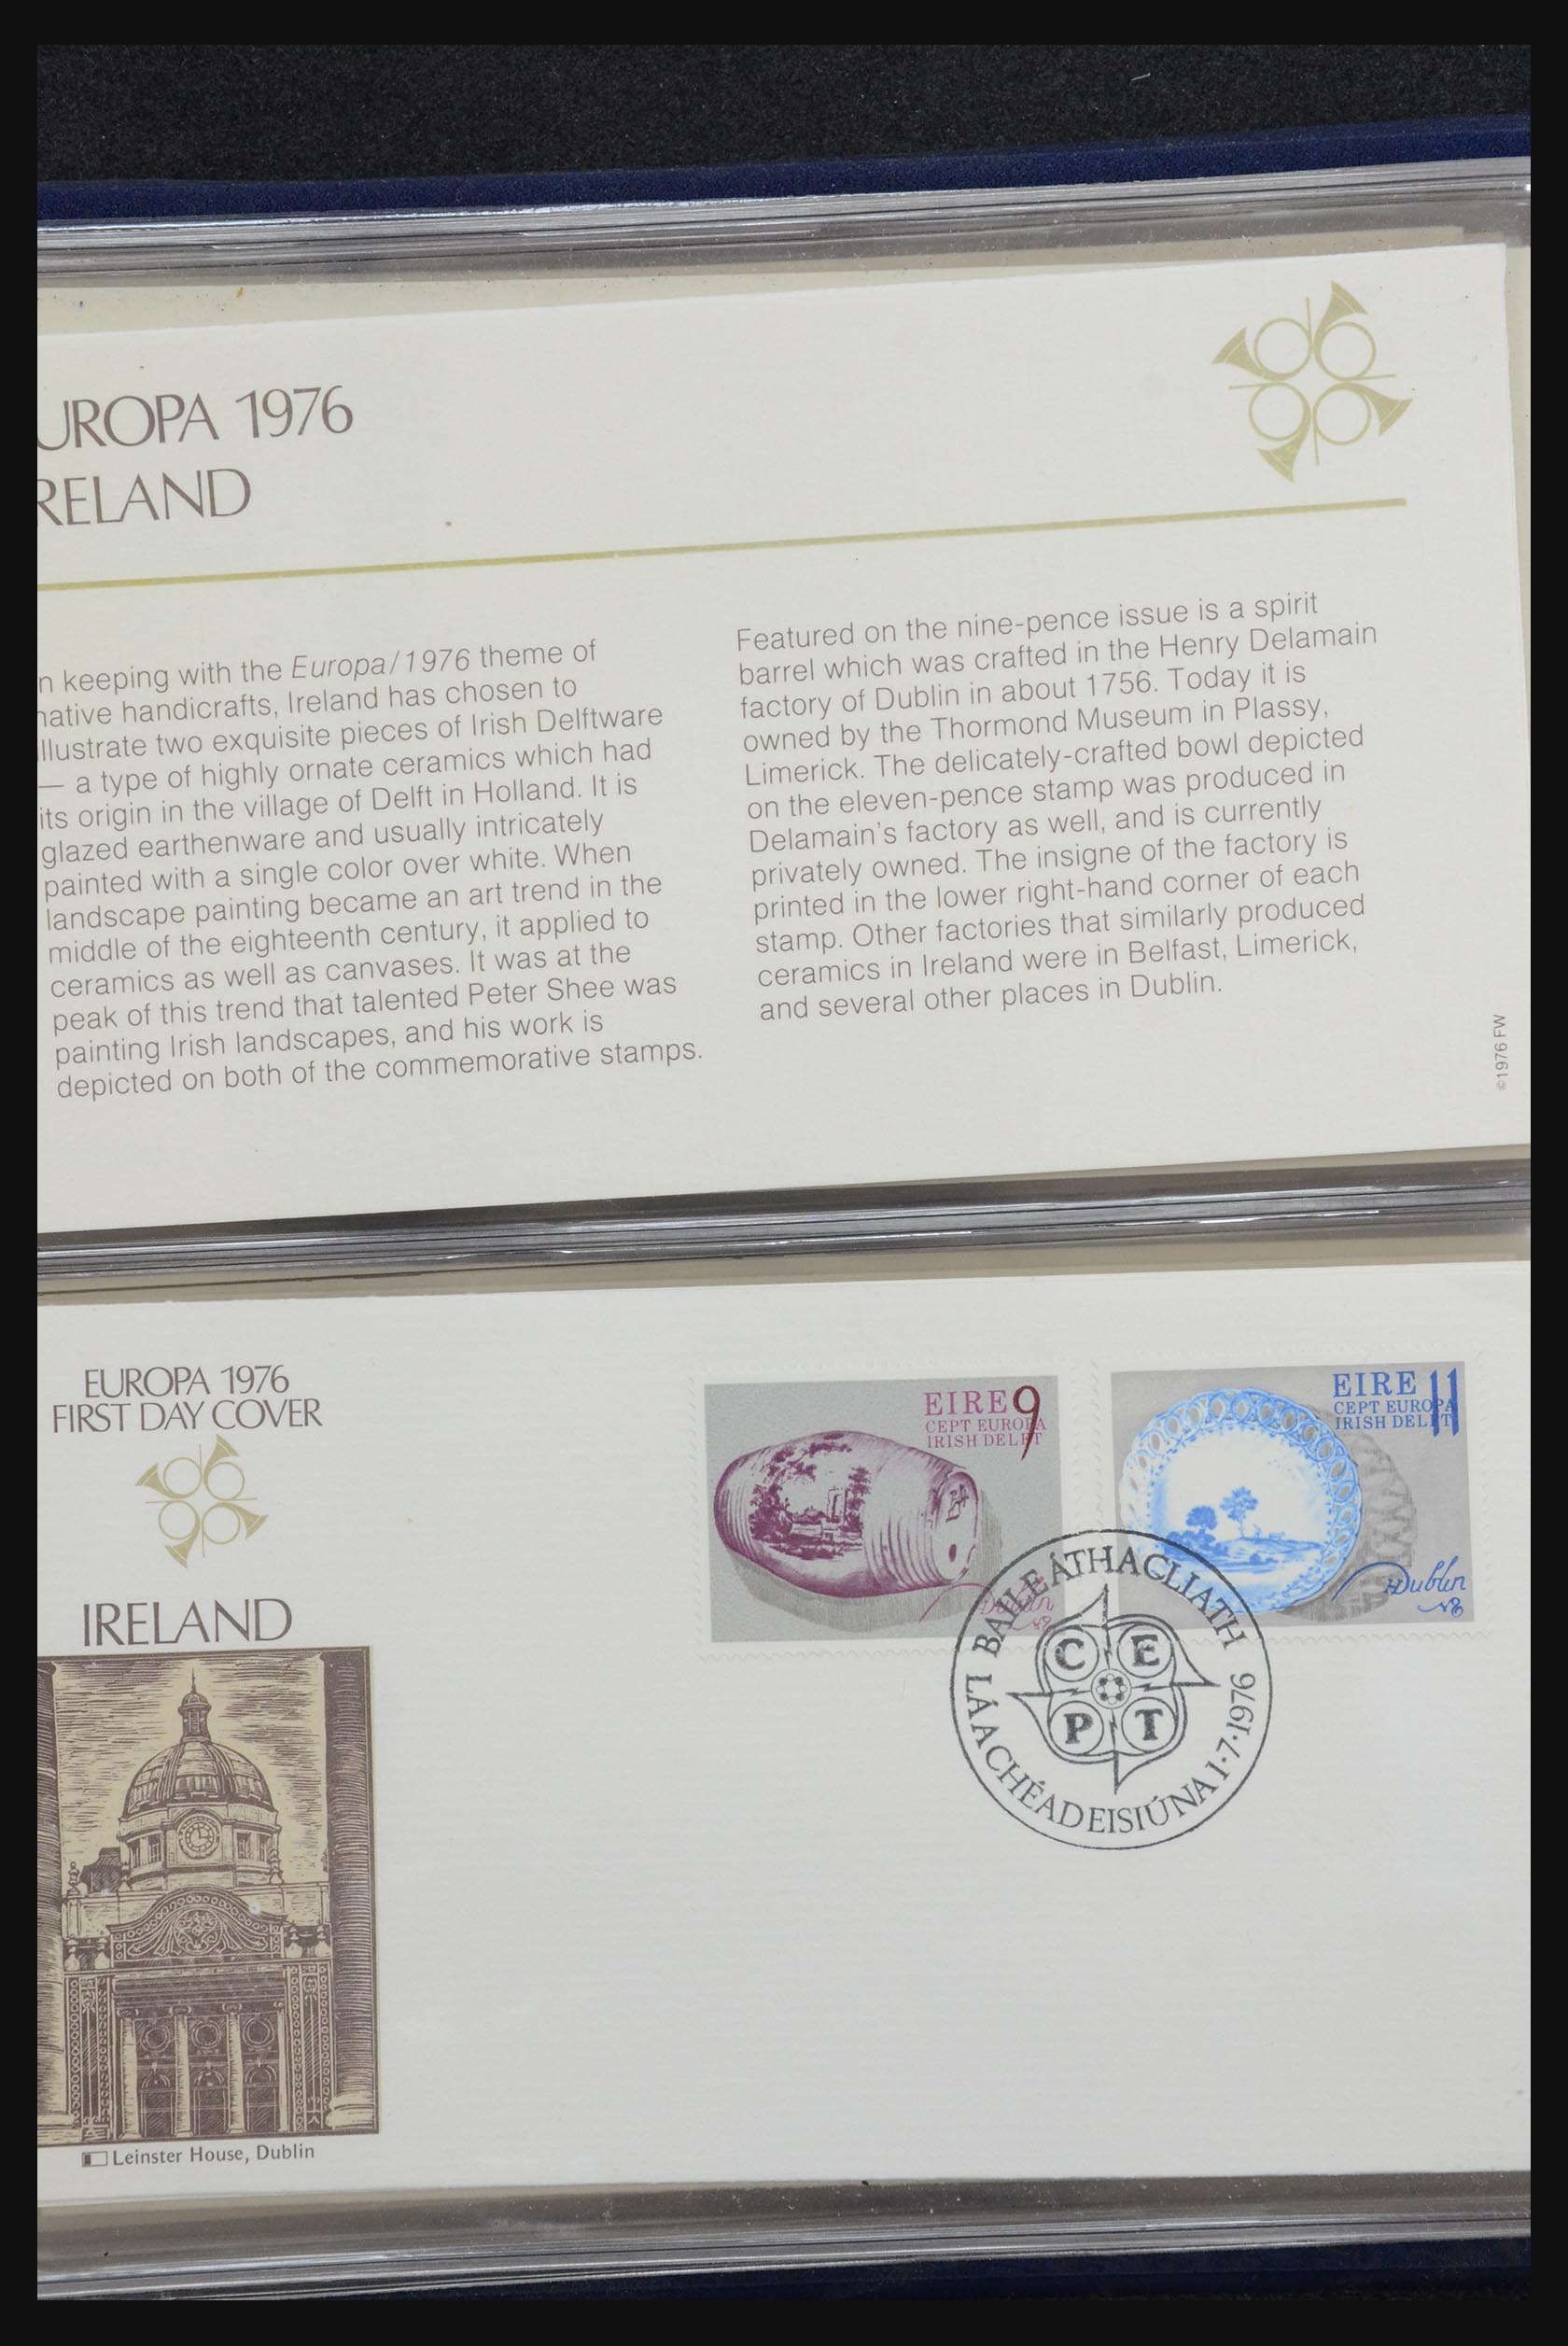 UROPA 1976
RELAND
n keeping with the Europa/1976 theme of
native handicrafts, Ireland has chosen to
illustrate two exquisite pieces of Irish Delftware
— a type of highly ornate ceramics which had
its origin in the village of Delft in Holland. It is
glazed earthenware and usually intricately
painted with a single color over white. When
landscape painting became an art trend in the
middle of the eighteenth century, it applied to
ceramics as well as canvases. It was at the
peak of this trend that talented Peter Shee was
painting Irish landscapes, and his work is
depicted on both of the commemorative stamps.
Featured on the nine-pence issue is a spirit
barrel which was crafted in the Henry Delamain
factory of Dublin in about 1756. Today it is
owned by the Thormond Museum in Plassy,
Limerick. The delicately-crafted bowl depicted
on the eleven-pence stamp was produced in
Delamain's factory as well, and is currently
privately owned. The insigne of the factory is
printed in the lower right-hand corner of each
stamp. Other factories that similarly produced
ceramics in Ireland were in Belfast, Limerick,
and several other places in Dublin.
©1976 FW
EUROPA 1976
FIRST DAY COVER
IRELAND
Leinster House, Dublin
EIRE 9
CEPT EUROPA
IRISH DELFT
Dublin
EIRE 11
CEPT EUROPA
IRISH DELFT
Dublin
BAILE ÁTHA CLIATH
C E
P T
LÁ A CHÉAD EISIÚNA 1·7·1976